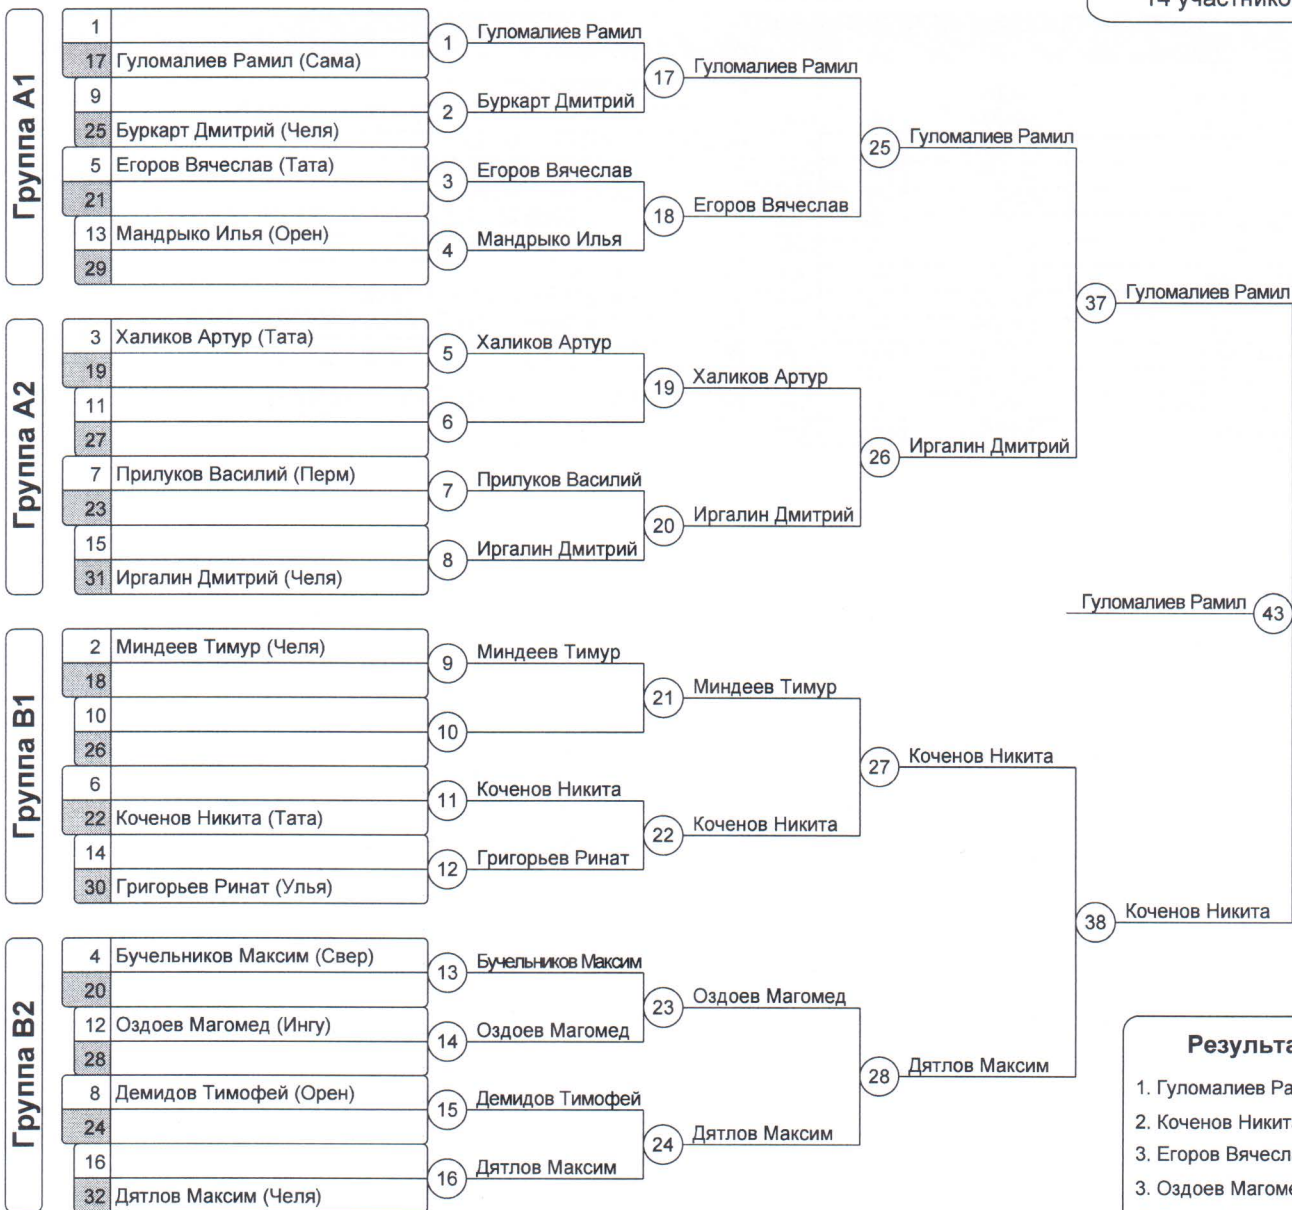 14 участников
Группа A1
1
17 Гуломалиев Рамил (Сама)
9
25 Буркарт Дмитрий (Челя)
5 Егоров Вячеслав (Тата)
21
13 Мандрыко Илья (Орен)
29
1 Гуломалиев Рамил
2 Буркарт Дмитрий
3 Егоров Вячеслав
4 Мандрыко Илья
17 Гуломалиев Рамил
18 Егоров Вячеслав
25 Гуломалиев Рамил
Группа A2
3 Халиков Артур (Тата)
19
11
27
7 Прилуков Василий (Перм)
23
15
31 Иргалин Дмитрий (Челя)
5 Халиков Артур
6
7 Прилуков Василий
8 Иргалин Дмитрий
19 Халиков Артур
20 Иргалин Дмитрий
26 Иргалин Дмитрий
37 Гуломалиев Рамил
Гуломалиев Рамил 43
Группа B1
2 Миндеев Тимур (Челя)
18
10
26
6
22 Коченов Никита (Тата)
14
30 Григорьев Ринат (Улья)
9 Миндеев Тимур
10
11 Коченов Никита
12 Григорьев Ринат
21 Миндеев Тимур
22 Коченов Никита
27 Коченов Никита
Группа B2
4 Бучельников Максим (Свер)
20
12 Оздоев Магомед (Ингу)
28
8 Демидов Тимофей (Орен)
24
16
32 Дятлов Максим (Челя)
13 Бучельников Максим
14 Оздоев Магомед
15 Демидов Тимофей
16 Дятлов Максим
23 Оздоев Магомед
24 Дятлов Максим
28 Дятлов Максим
38 Коченов Никита
Результа
1. Гуломалиев Ра
2. Коченов Никит
3. Егоров Вячесл
3. Оздоев Магоме